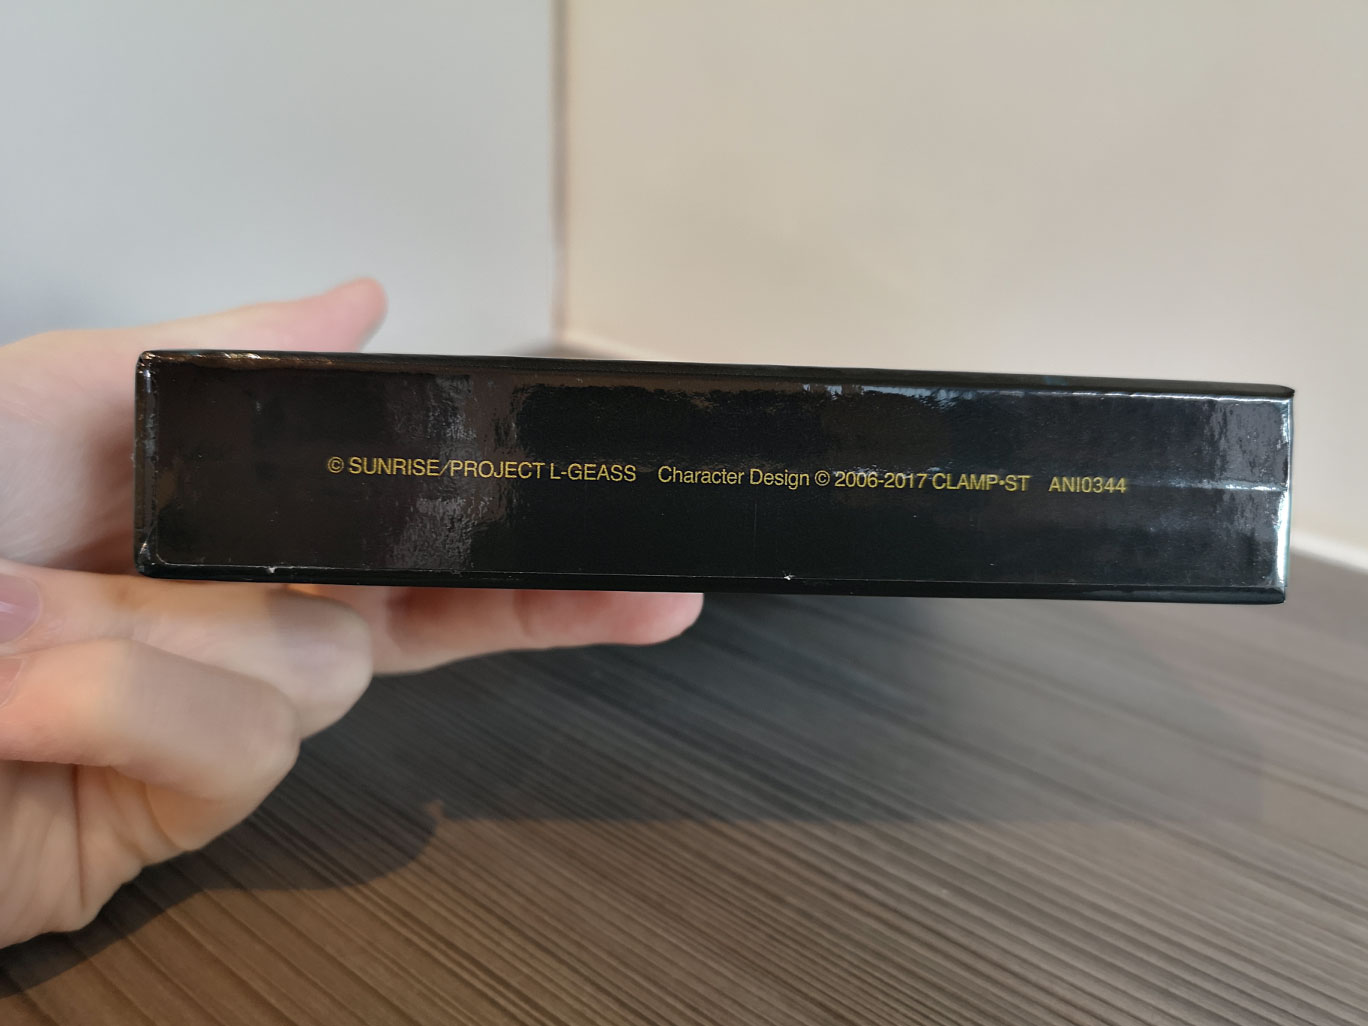 © SUNRISE/PROJECT L-GEASS Character Design © 2006-2017 CLAMP•ST ANI0344